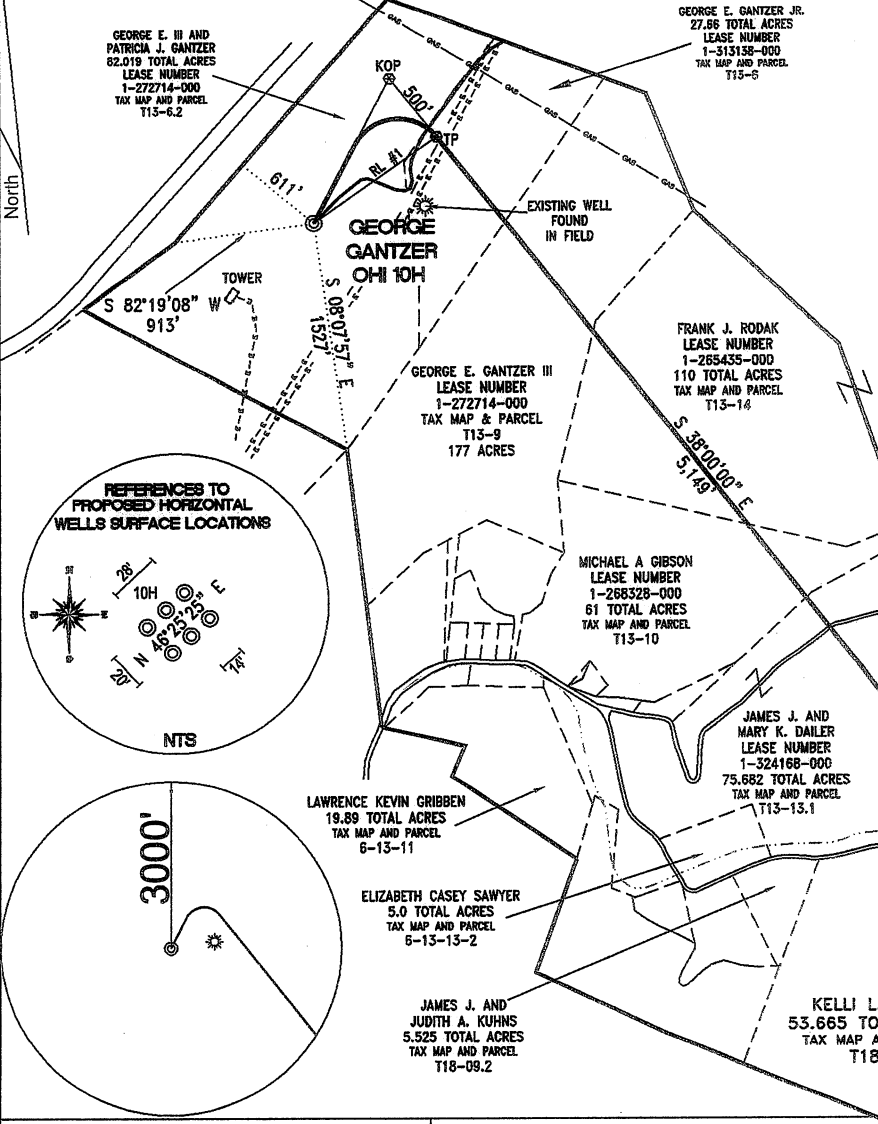 GEORGE E. III AND
PATRICIA J. GANTZER
62.019 TOTAL ACRES
LEASE NUMBER
1-272714-000
TAX MAP AND PARCEL
T13-6.2
GEORGE E. GANTZER JR.
27.66 TOTAL ACRES
LEASE NUMBER
1-313138-000
TAX MAP AND PARCEL
T13-6
GAS
GAS
GAS
GAS
GAS
GAS
GAS
North
KOP
500'
TP
RL #1
611'
EXISTING WELL
FOUND
IN FIELD
GEORGE
GANTZER
OHI 10H
TOWER
S 82°19'08" W
913'
S 08°07'57" E
1527'
FRANK J. RODAK
LEASE NUMBER
1-265435-000
110 TOTAL ACRES
TAX MAP AND PARCEL
T13-14
GEORGE E. GANTZER III
LEASE NUMBER
1-272714-000
TAX MAP & PARCEL
T13-9
177 ACRES
S 38°00'00" E
5,149'
REFERENCES TO
PROPOSED HORIZONTAL
WELLS SURFACE LOCATIONS
28'
10H
N 46°25'25" E
20'
14'
NTS
MICHAEL A GIBSON
LEASE NUMBER
1-268328-000
61 TOTAL ACRES
TAX MAP AND PARCEL
T13-10
JAMES J. AND
MARY K. DAILER
LEASE NUMBER
1-324168-000
75.682 TOTAL ACRES
TAX MAP AND PARCEL
T13-13.1
LAWRENCE KEVIN GRIBBEN
19.89 TOTAL ACRES
TAX MAP AND PARCEL
6-13-11
3000'
ELIZABETH CASEY SAWYER
5.0 TOTAL ACRES
TAX MAP AND PARCEL
6-13-13-2
JAMES J. AND
JUDITH A. KUHNS
5.525 TOTAL ACRES
TAX MAP AND PARCEL
T18-09.2
KELLI L
53.665 TO
TAX MAP A
T18